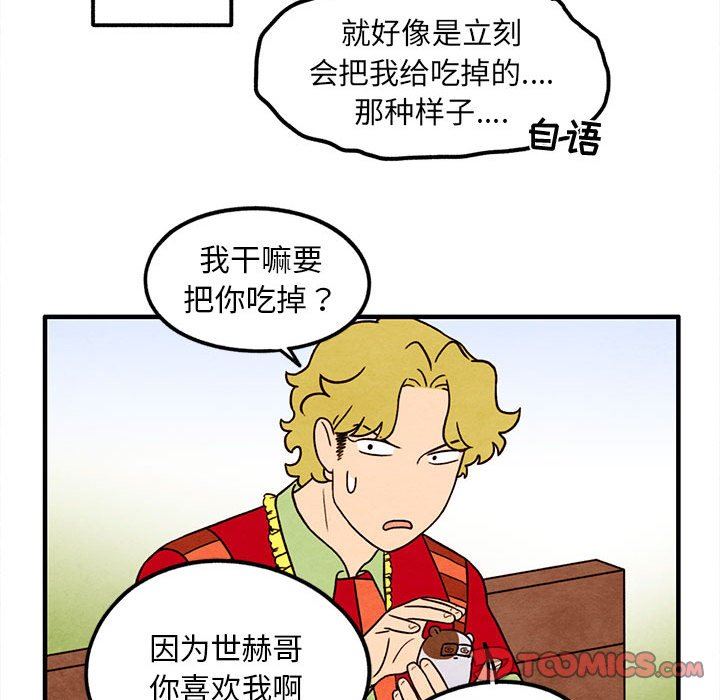 就好像是立刻
会把我给吃掉的....
那种样子....
自语
我干嘛要
把你吃掉？
因为世赫哥
你喜欢我啊
TOOMICS.COM